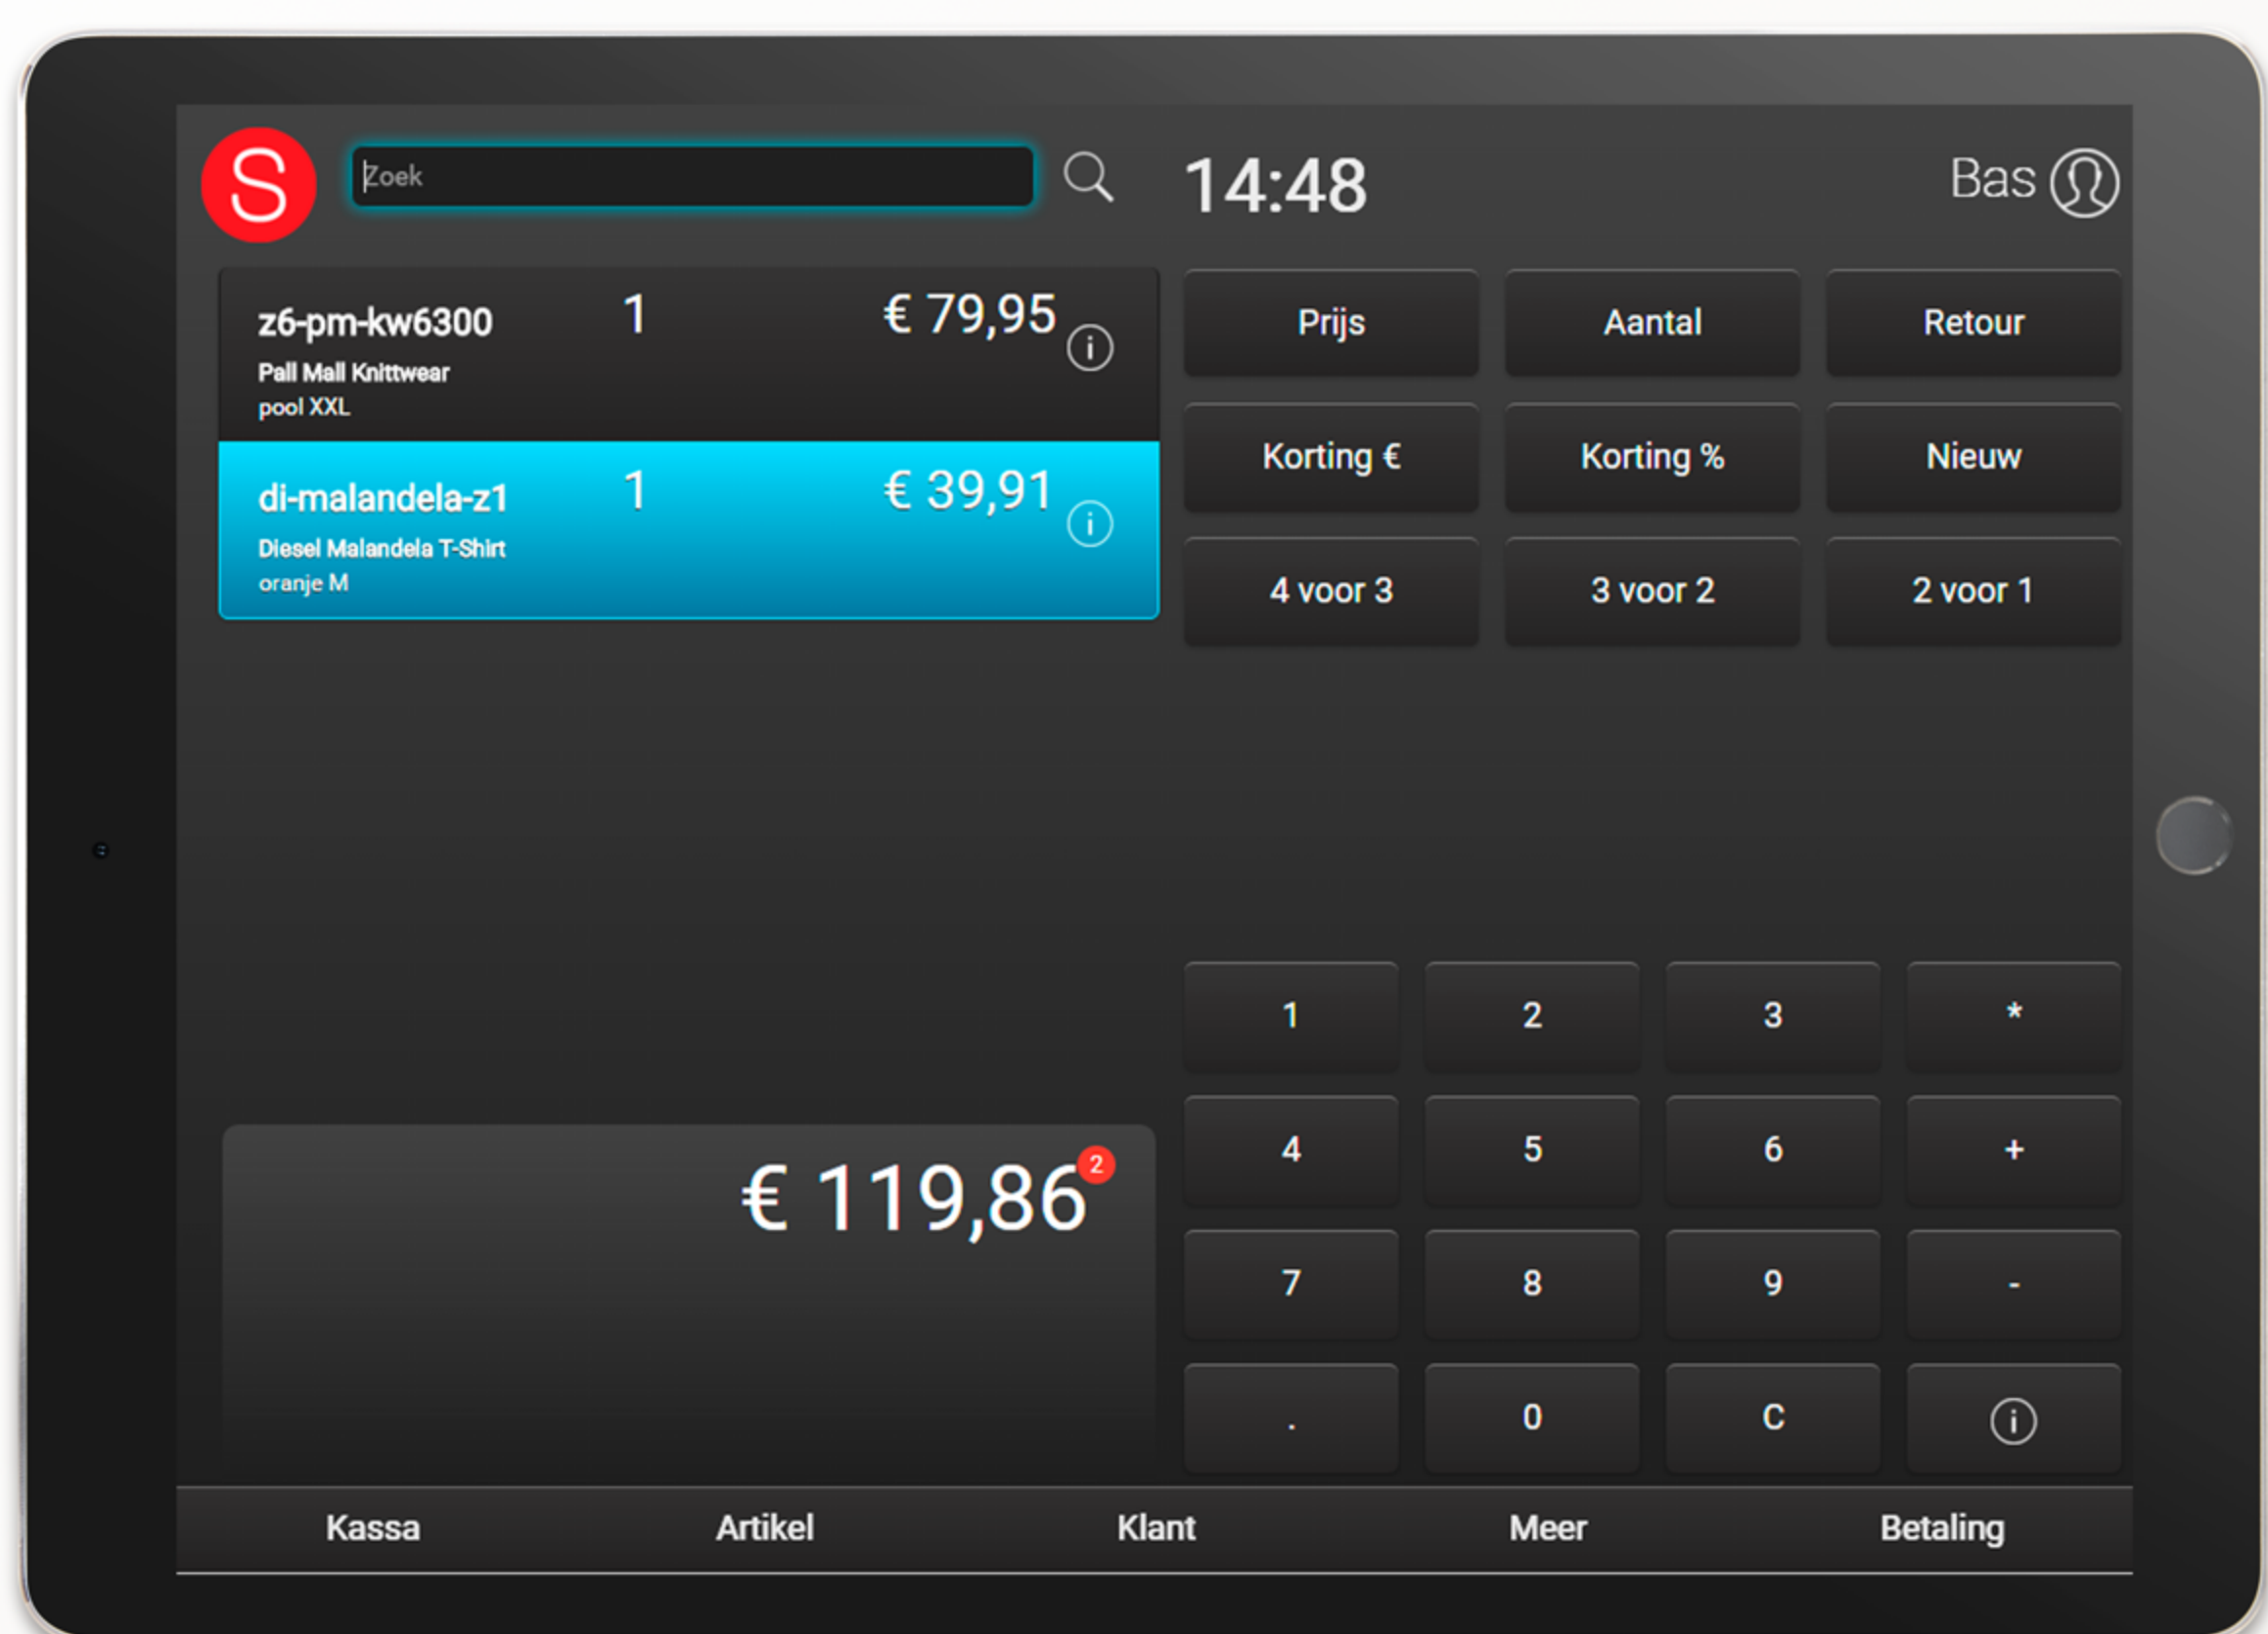 S
Zoek
14:48
Bas
z6-pm-kw6300 1 € 79,95 i
Pall Mall Knittwear
pool XXL
di-malandela-z1 1 € 39,91 i
Diesel Malandela T-Shirt
oranje M
Prijs Aantal Retour
Korting € Korting % Nieuw
4 voor 3 3 voor 2 2 voor 1
€ 119,86 2
1 2 3 *
4 5 6 +
7 8 9 -
. 0 C i
Kassa Artikel Klant Meer Betaling